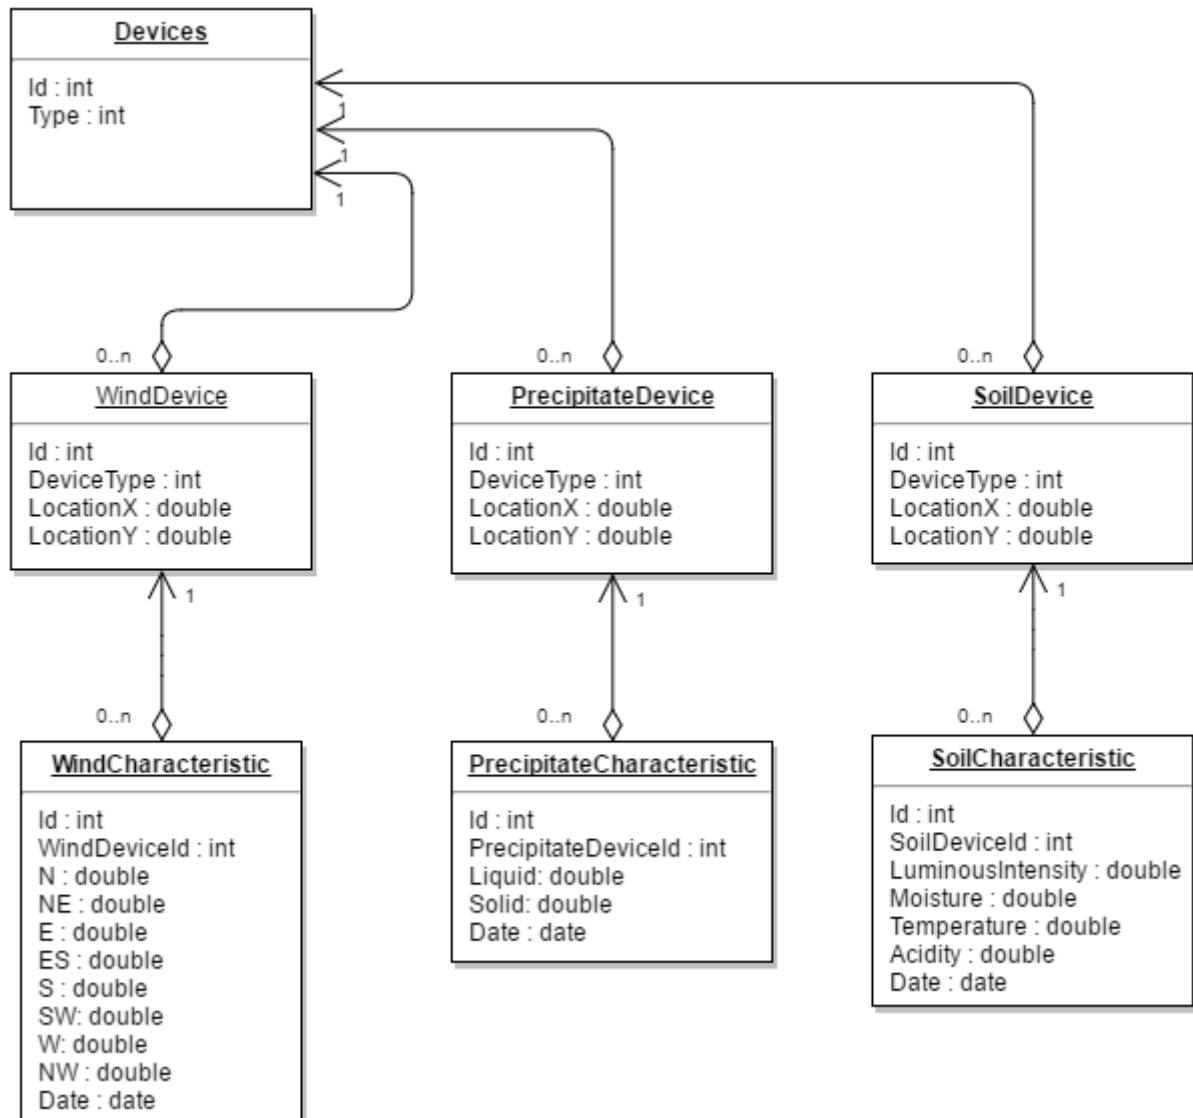 Devices
Id : int
Type : int
1
1
1
0..n
0..n
0..n
WindDevice
Id : int
DeviceType : int
LocationX : double
LocationY : double
PrecipitateDevice
Id : int
DeviceType : int
LocationX : double
LocationY : double
SoilDevice
Id : int
DeviceType : int
LocationX : double
LocationY : double
1
1
1
0..n
0..n
0..n
WindCharacteristic
Id : int
WindDeviceId : int
N : double
NE : double
E : double
ES : double
S : double
SW: double
W: double
NW : double
Date : date
PrecipitateCharacteristic
Id : int
PrecipitateDeviceId : int
Liquid: double
Solid: double
Date : date
SoilCharacteristic
Id : int
SoilDeviceId : int
LuminousIntensity : double
Moisture : double
Temperature : double
Acidity : double
Date : date